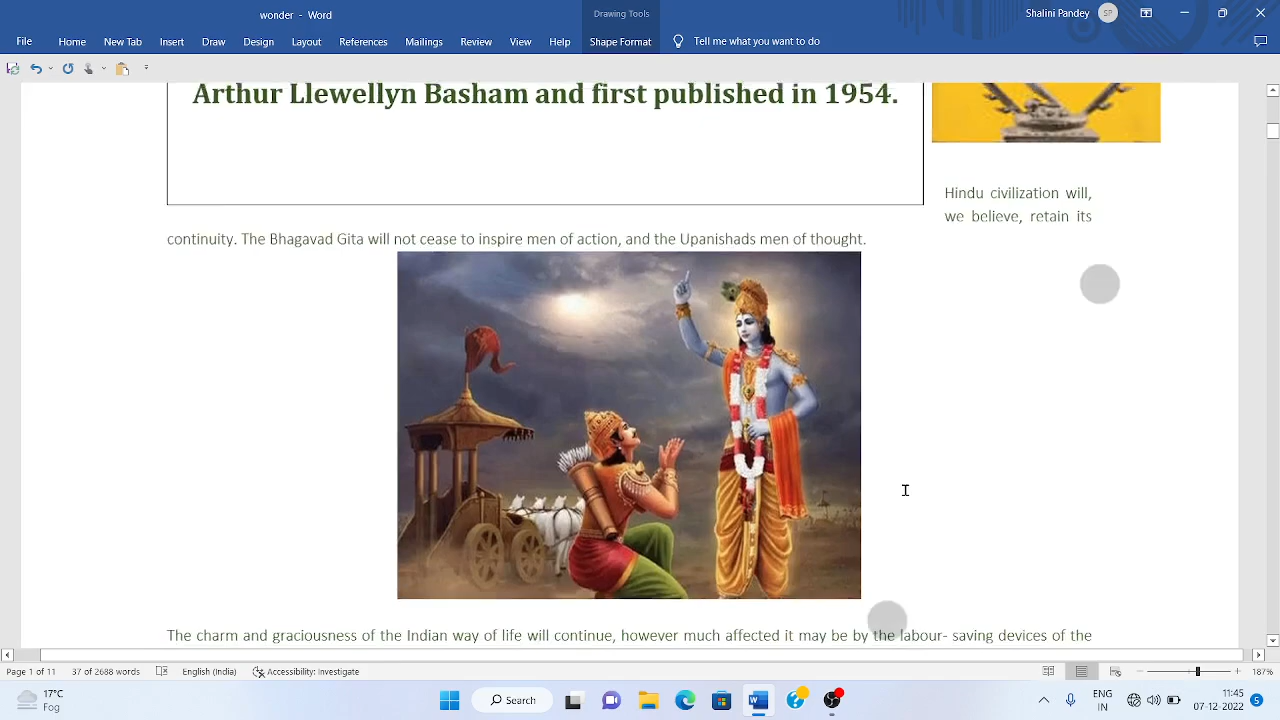 wonder - Word
Drawing Tools
Shalini Pandey
SP
File
Home
New Tab
Insert
Draw
Design
Layout
References
Mailings
Review
View
Help
Shape Format
Tell me what you want to do
Arthur Llewellyn Basham and first published in 1954.
Hindu civilization will,
we believe, retain its
continuity. The Bhagavad Gita will not cease to inspire men of action, and the Upanishads men of thought.
The charm and graciousness of the Indian way of life will continue, however much affected it may be by the labour- saving devices of the
Page 1 of 11
37 of 2688 words
English (India)
Accessibility: Investigate
187%
17°C
Fog
Search
ENG
IN
11:45
07-12-2022
5